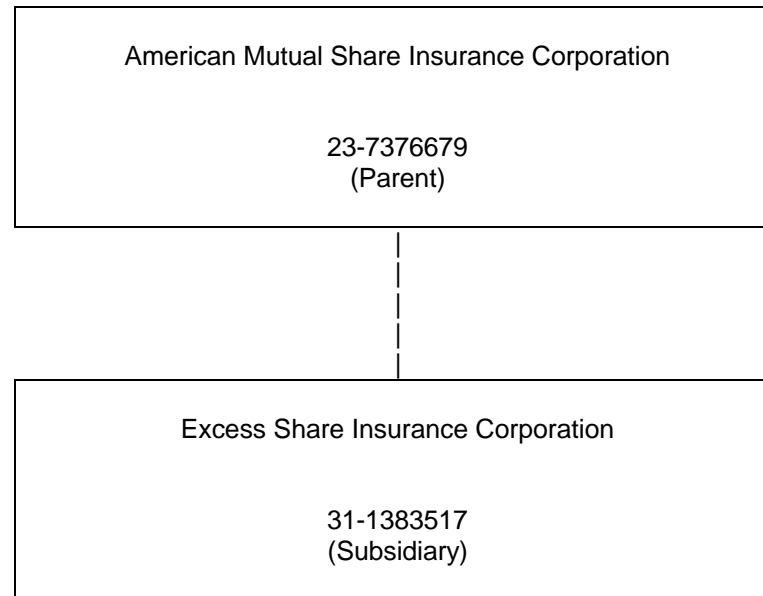 American Mutual Share Insurance Corporation
23-7376679
(Parent)
Excess Share Insurance Corporation
31-1383517
(Subsidiary)